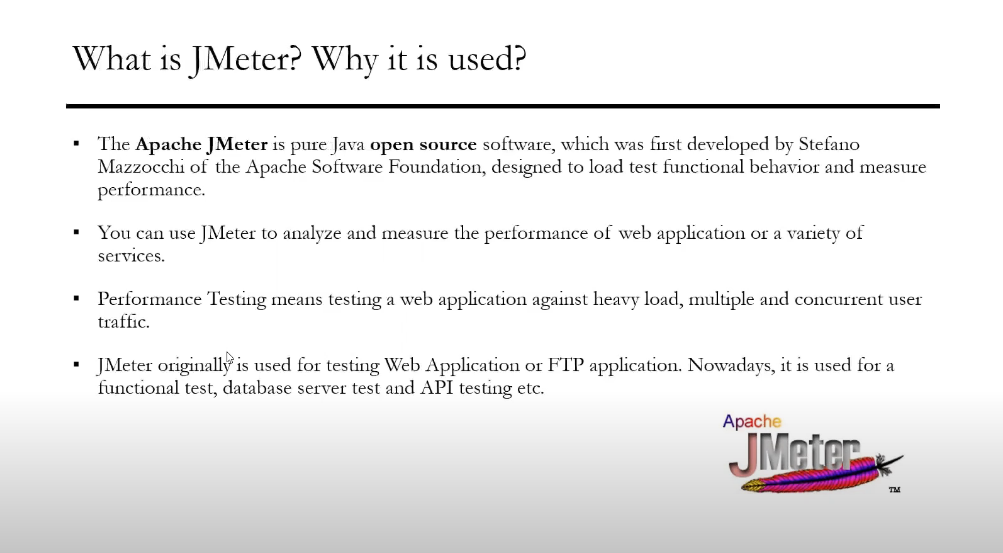 What is JMeter? Why it is used?
▪ The Apache JMeter is pure Java open source software, which was first developed by Stefano
Mazzocchi of the Apache Software Foundation, designed to load test functional behavior and measure
performance.
▪ You can use JMeter to analyze and measure the performance of web application or a variety of
services.
▪ Performance Testing means testing a web application against heavy load, multiple and concurrent user
traffic.
▪ JMeter originally is used for testing Web Application or FTP application. Nowadays, it is used for a
functional test, database server test and API testing etc.
Apache
JMeter
TM